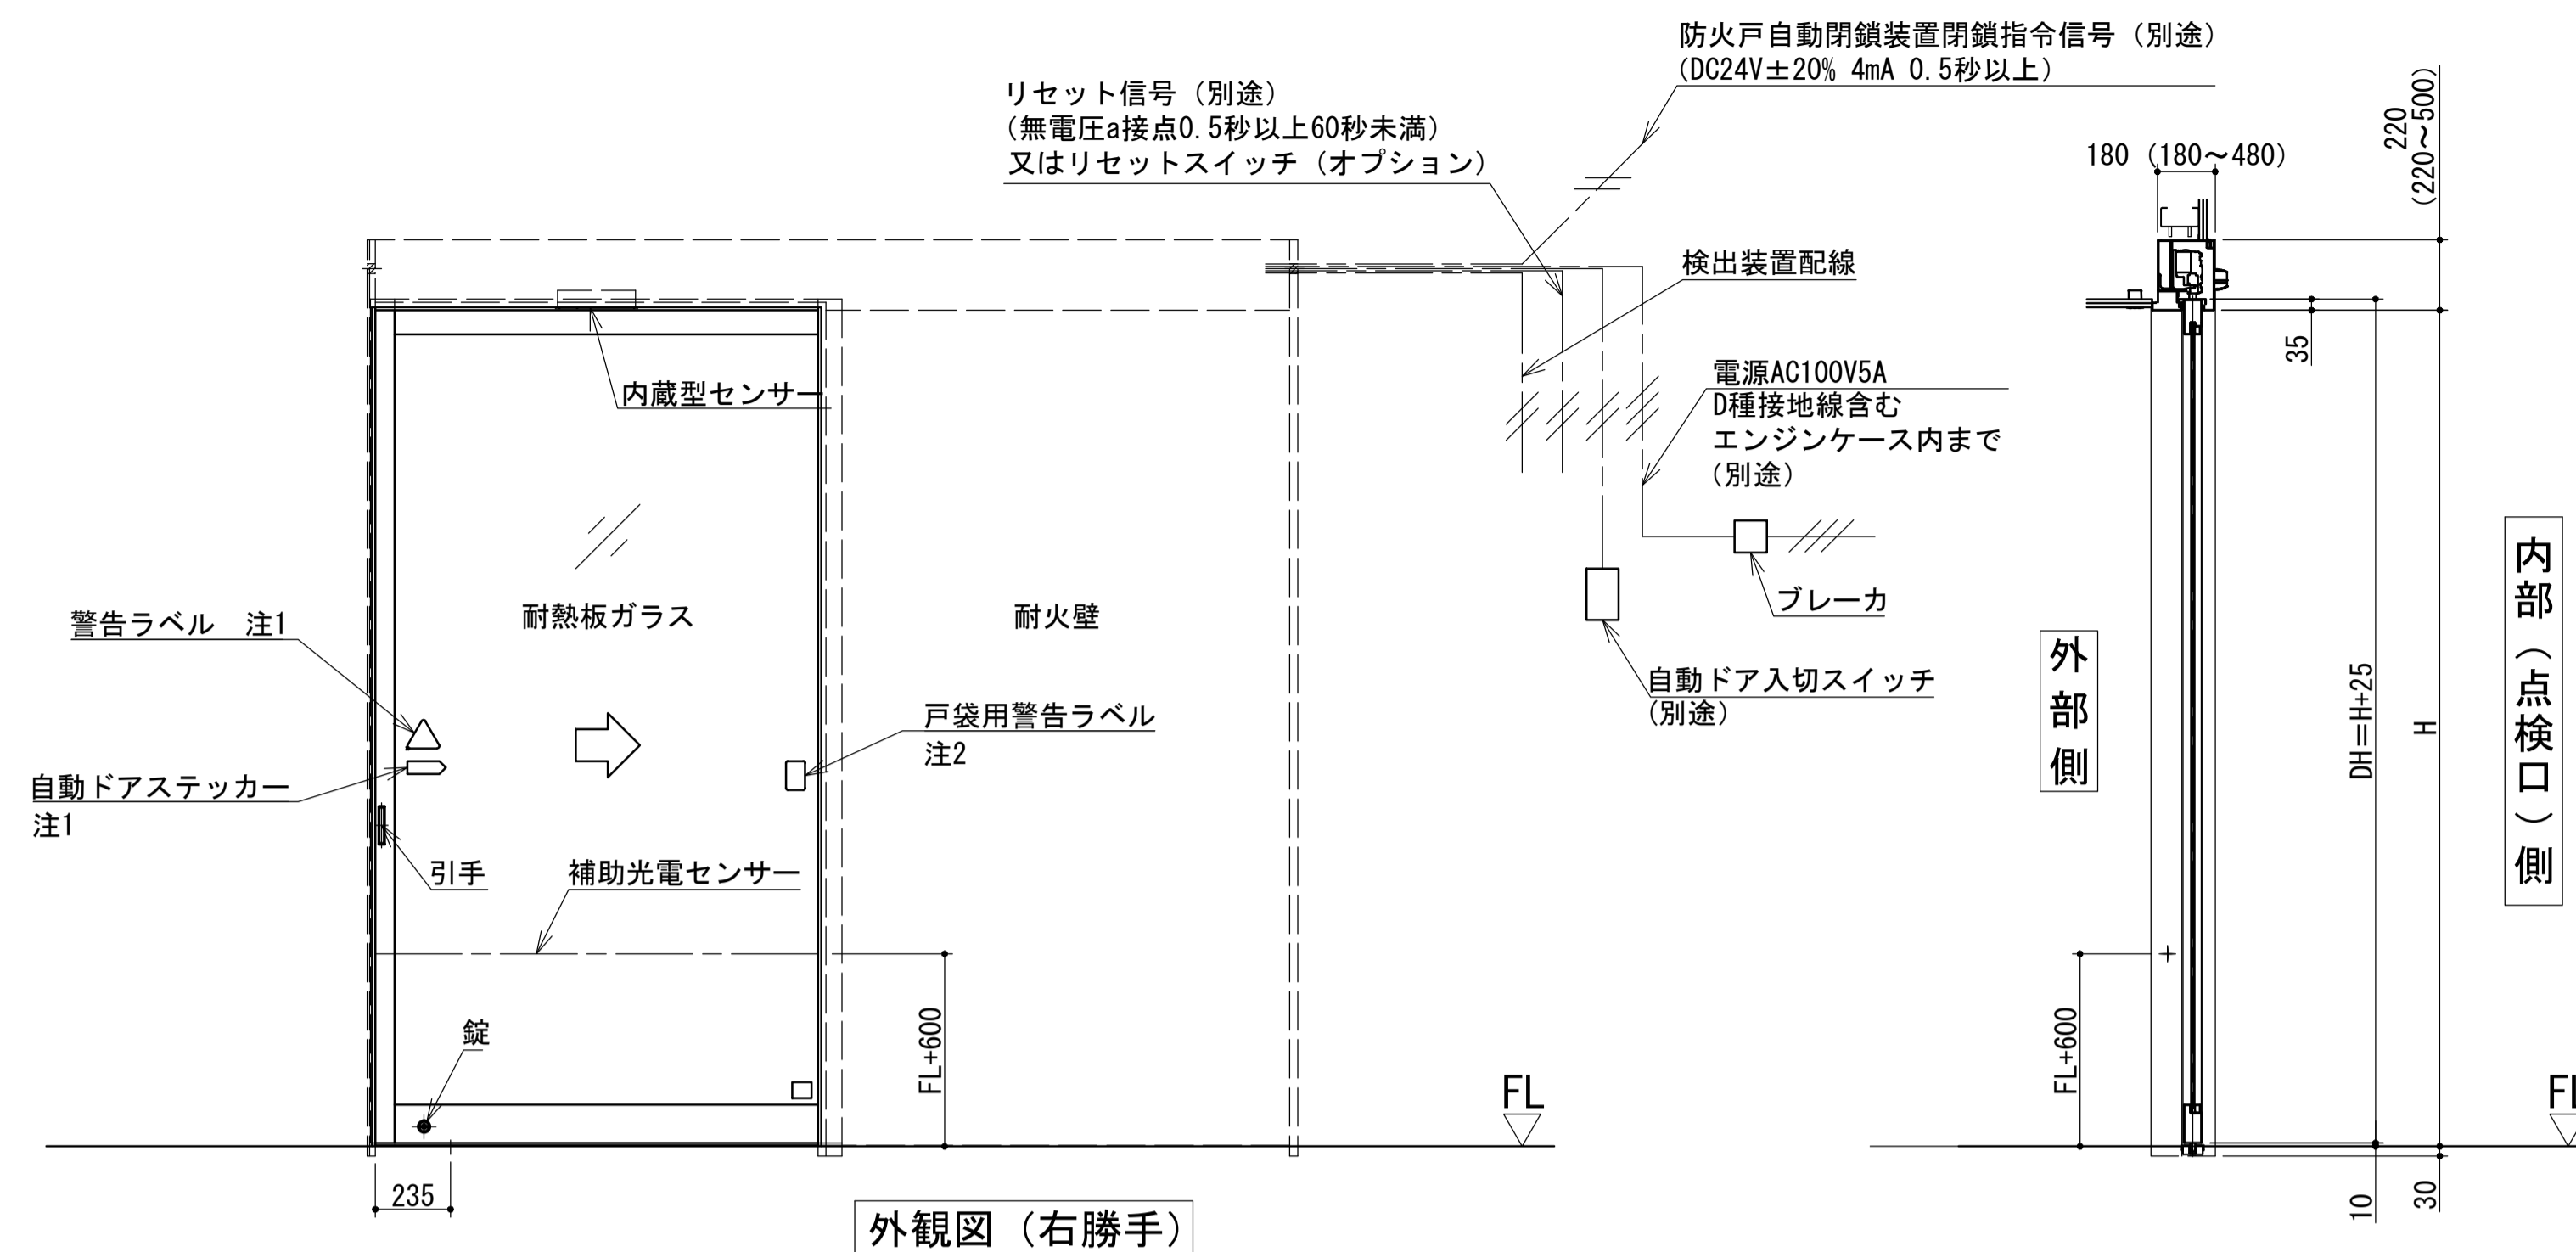 防火戸自動閉鎖装置閉鎖指令信号（別途）
（DC24V±20% 4mA 0.5秒以上）
リセット信号（別途）
（無電圧a接点0.5秒以上60秒未満）
又はリセットスイッチ（オプション）
220
（220～500）
180（180～480）
検出装置配線
35
電源AC100V5A
D種接地線含む
エンジンケース内まで
（別途）
内蔵型センサー
耐熱板ガラス
耐火壁
ブレーカ
警告ラベル　注1
自動ドア入切スイッチ
（別途）
外部側
内部（点検口）側
DH＝H+25
H
戸袋用警告ラベル
注2
自動ドアステッカー
注1
引手
補助光電センサー
錠
FL+600
FL+600
FL
FL
235
10
30
外観図（右勝手）